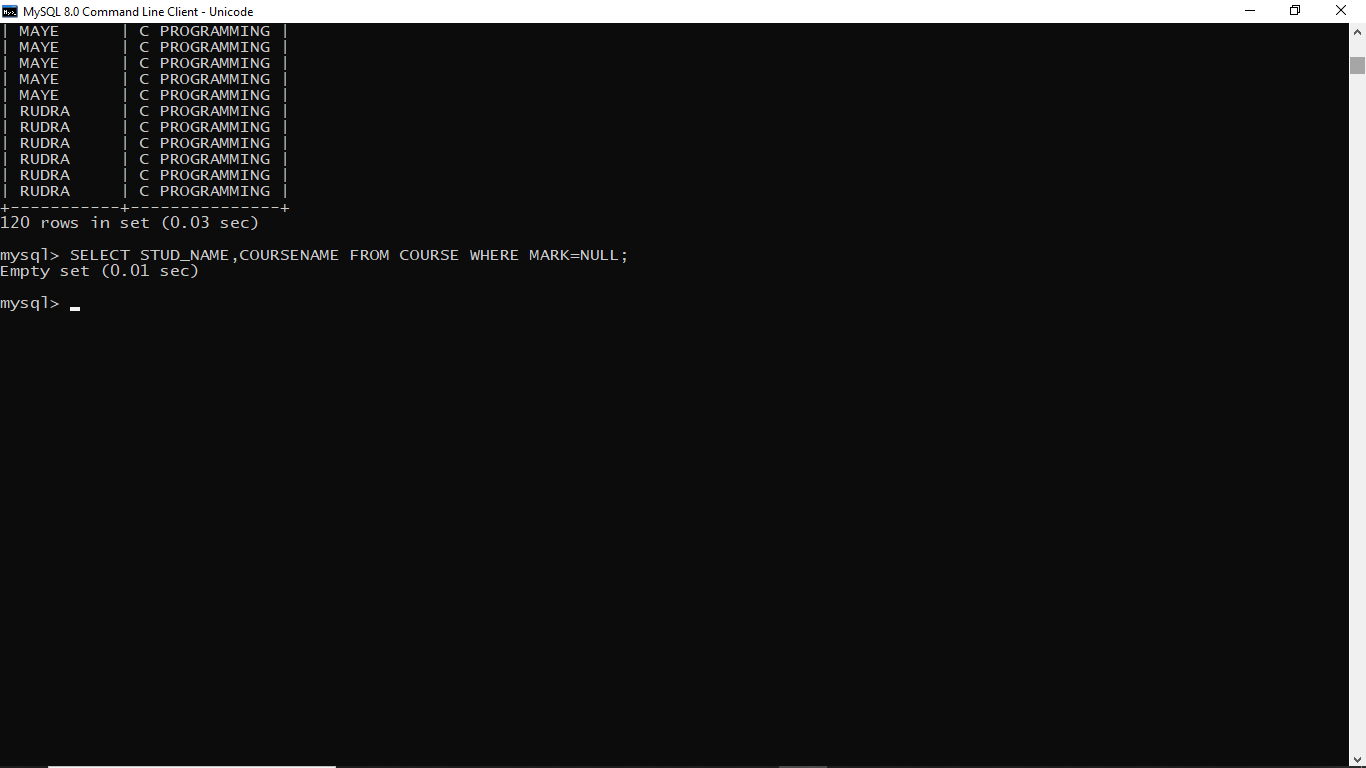 MySQL 8.0 Command Line Client - Unicode
| MAYE      | C PROGRAMMING |
| MAYE      | C PROGRAMMING |
| MAYE      | C PROGRAMMING |
| MAYE      | C PROGRAMMING |
| MAYE      | C PROGRAMMING |
| RUDRA     | C PROGRAMMING |
| RUDRA     | C PROGRAMMING |
| RUDRA     | C PROGRAMMING |
| RUDRA     | C PROGRAMMING |
| RUDRA     | C PROGRAMMING |
| RUDRA     | C PROGRAMMING |
+-----------+---------------+
120 rows in set (0.03 sec)
mysql> SELECT STUD_NAME,COURSENAME FROM COURSE WHERE MARK=NULL;
Empty set (0.01 sec)
mysql> _